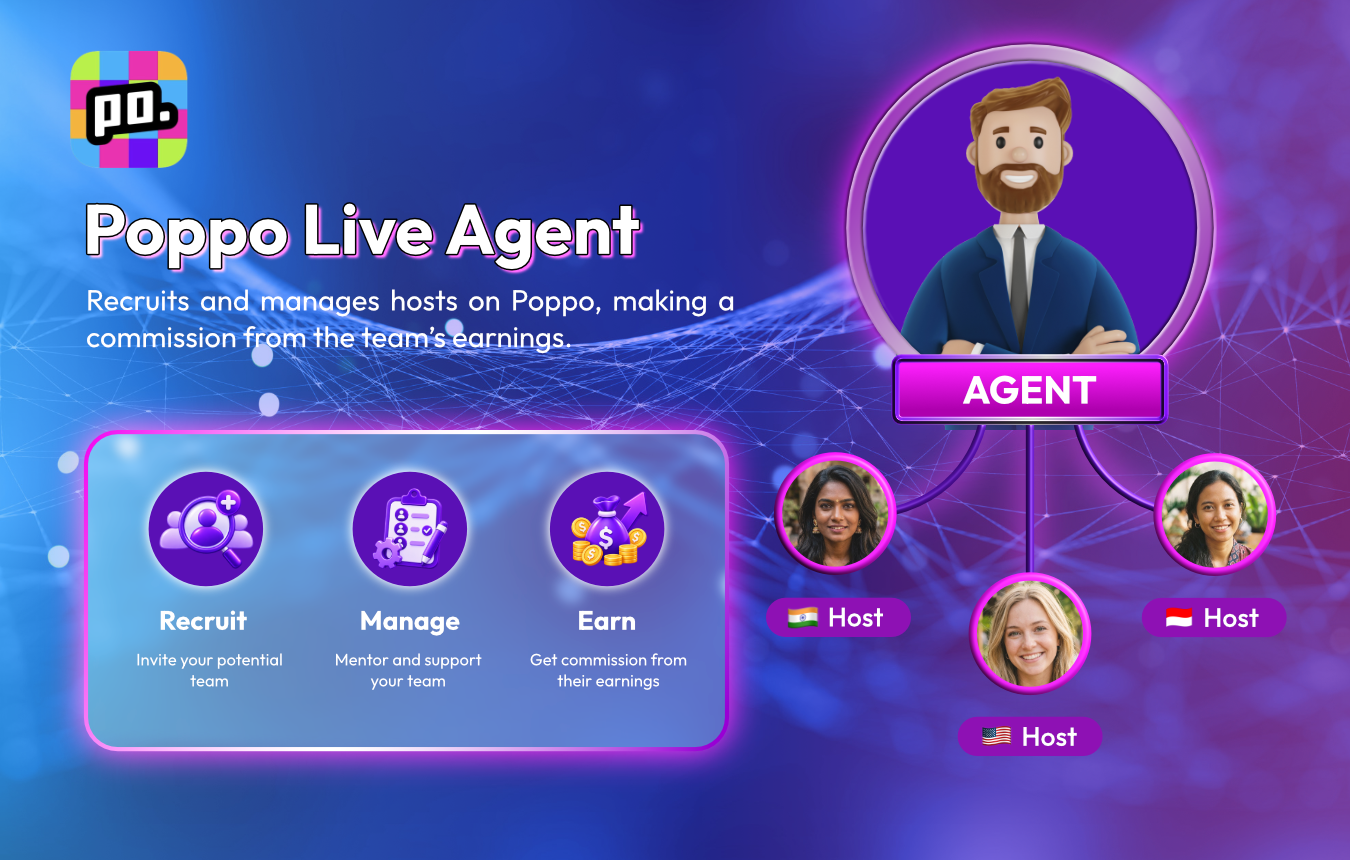 po.
Poppo Live Agent
Recruits and manages hosts on Poppo, making a
commission from the team’s earnings.
Recruit
Invite your potential
team
Manage
Mentor and support
your team
Earn
Get commission from
their earnings
AGENT
Host
Host
Host